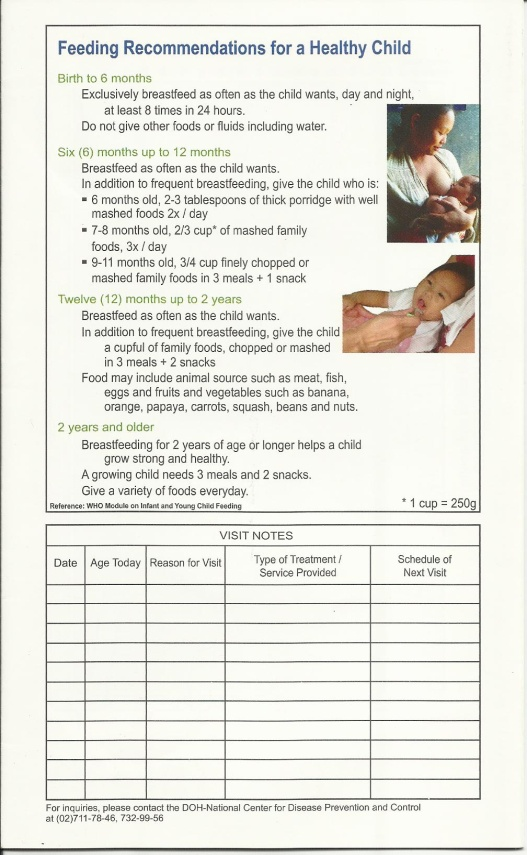 Feeding Recommendations for a Healthy Child
Birth to 6 months
Exclusively breastfeed as often as the child wants, day and night,
at least 8 times in 24 hours.
Do not give other foods or fluids including water.
Six (6) months up to 12 months
Breastfeed as often as the child wants.
In addition to frequent breastfeeding, give the child who is:
▪ 6 months old, 2-3 tablespoons of thick porridge with well
mashed foods 2x / day
▪ 7-8 months old, 2/3 cup* of mashed family
foods, 3x / day
▪ 9-11 months old, 3/4 cup finely chopped or
mashed family foods in 3 meals + 1 snack
Twelve (12) months up to 2 years
Breastfeed as often as the child wants.
In addition to frequent breastfeeding, give the child
a cupful of family foods, chopped or mashed
in 3 meals + 2 snacks
Food may include animal source such as meat, fish,
eggs and fruits and vegetables such as banana,
orange, papaya, carrots, squash, beans and nuts.
2 years and older
Breastfeeding for 2 years of age or longer helps a child
grow strong and healthy.
A growing child needs 3 meals and 2 snacks.
Give a variety of foods everyday.
Reference: WHO Module on Infant and Young Child Feeding
* 1 cup = 250g
VISIT NOTES
Date Age Today Reason for Visit Type of Treatment / Service Provided Schedule of Next Visit
For inquiries, please contact the DOH-National Center for Disease Prevention and Control
at (02)711-78-46, 732-99-56